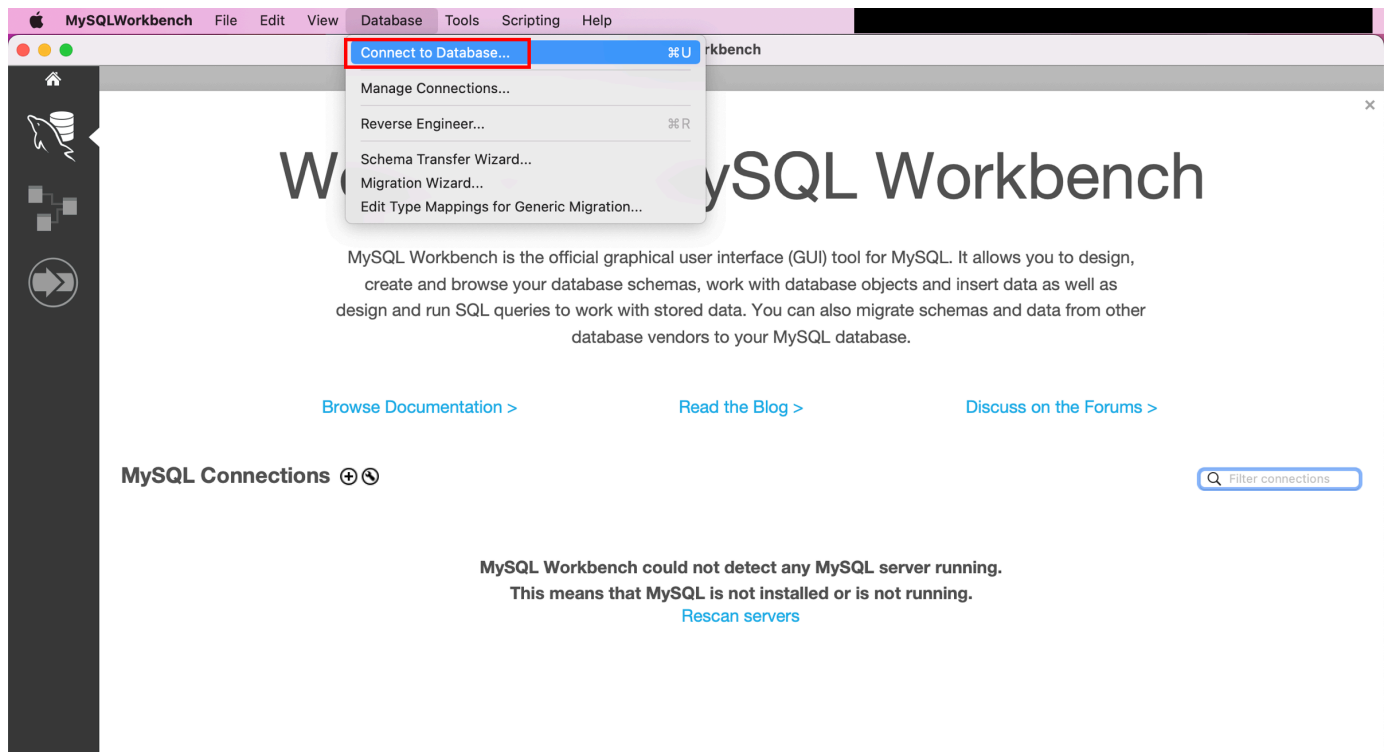 MySQLWorkbench File Edit View Database Tools Scripting Help
Connect to Database... ⌘U
rkbench
Manage Connections...
Reverse Engineer... ⌘R
Schema Transfer Wizard...
Migration Wizard...
Edit Type Mappings for Generic Migration...
W ySQL Workbench
MySQL Workbench is the official graphical user interface (GUI) tool for MySQL. It allows you to design,
create and browse your database schemas, work with database objects and insert data as well as
design and run SQL queries to work with stored data. You can also migrate schemas and data from other
database vendors to your MySQL database.
Browse Documentation > Read the Blog > Discuss on the Forums >
MySQL Connections
Filter connections
MySQL Workbench could not detect any MySQL server running.
This means that MySQL is not installed or is not running.
Rescan servers